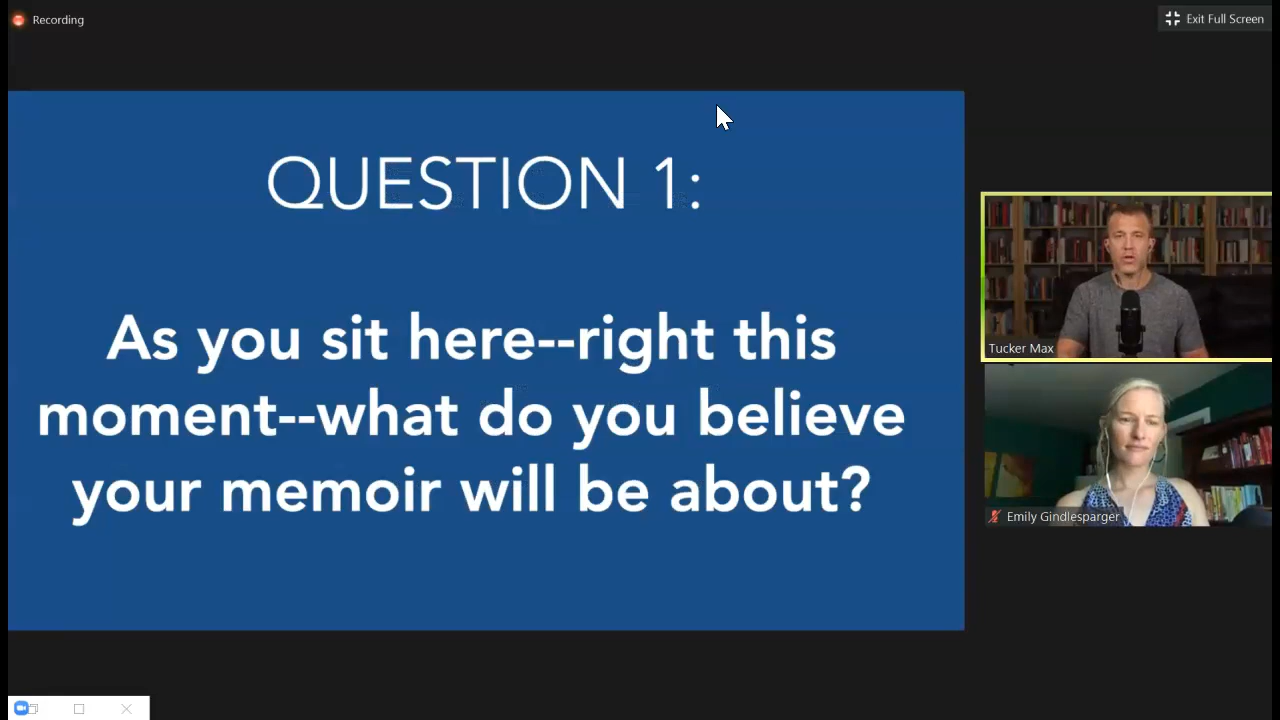 Recording
Exit Full Screen
QUESTION 1:
As you sit here--right this
moment--what do you believe
your memoir will be about?
Tucker Max
Emily Gindlesparger